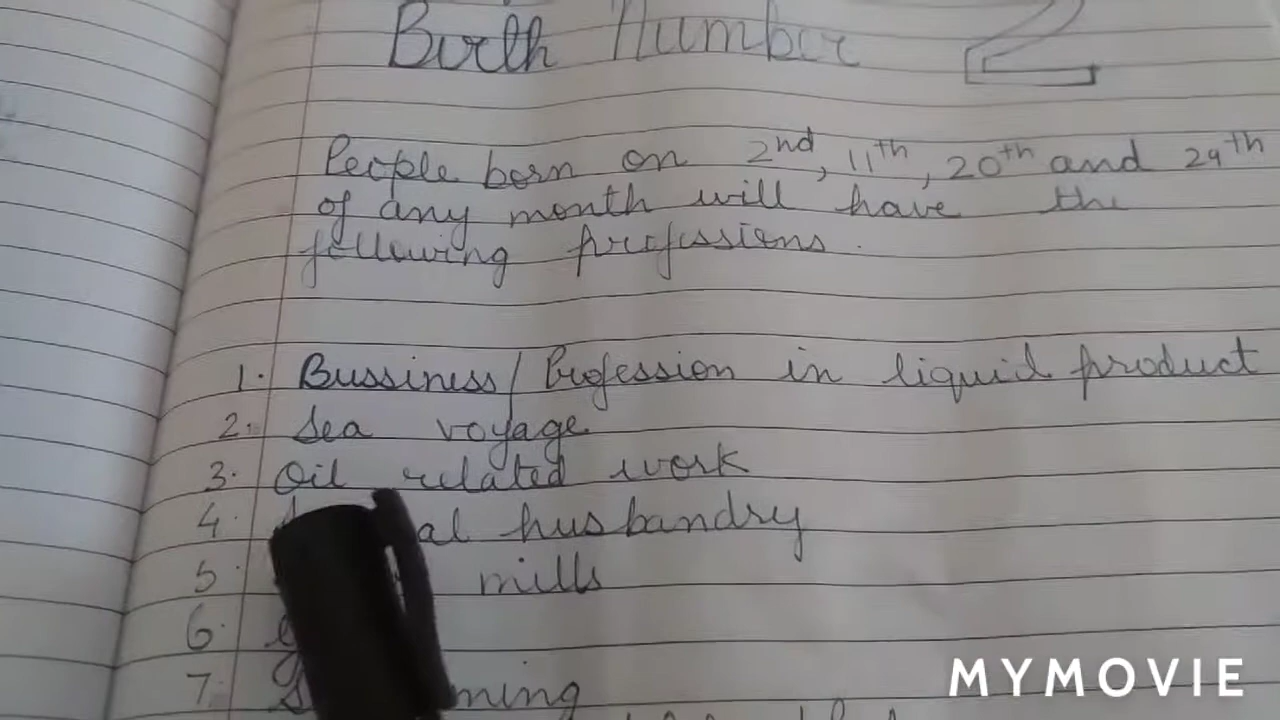 Birth Number 2
People born on 2nd, 11th, 20th and 29th
of any month will have the
following professions.
1. Bussiness/Profession in liquid product
2. Sea voyage
3. Oil related work
4. husbandry
5. mills
6.
7.
MYMOVIE